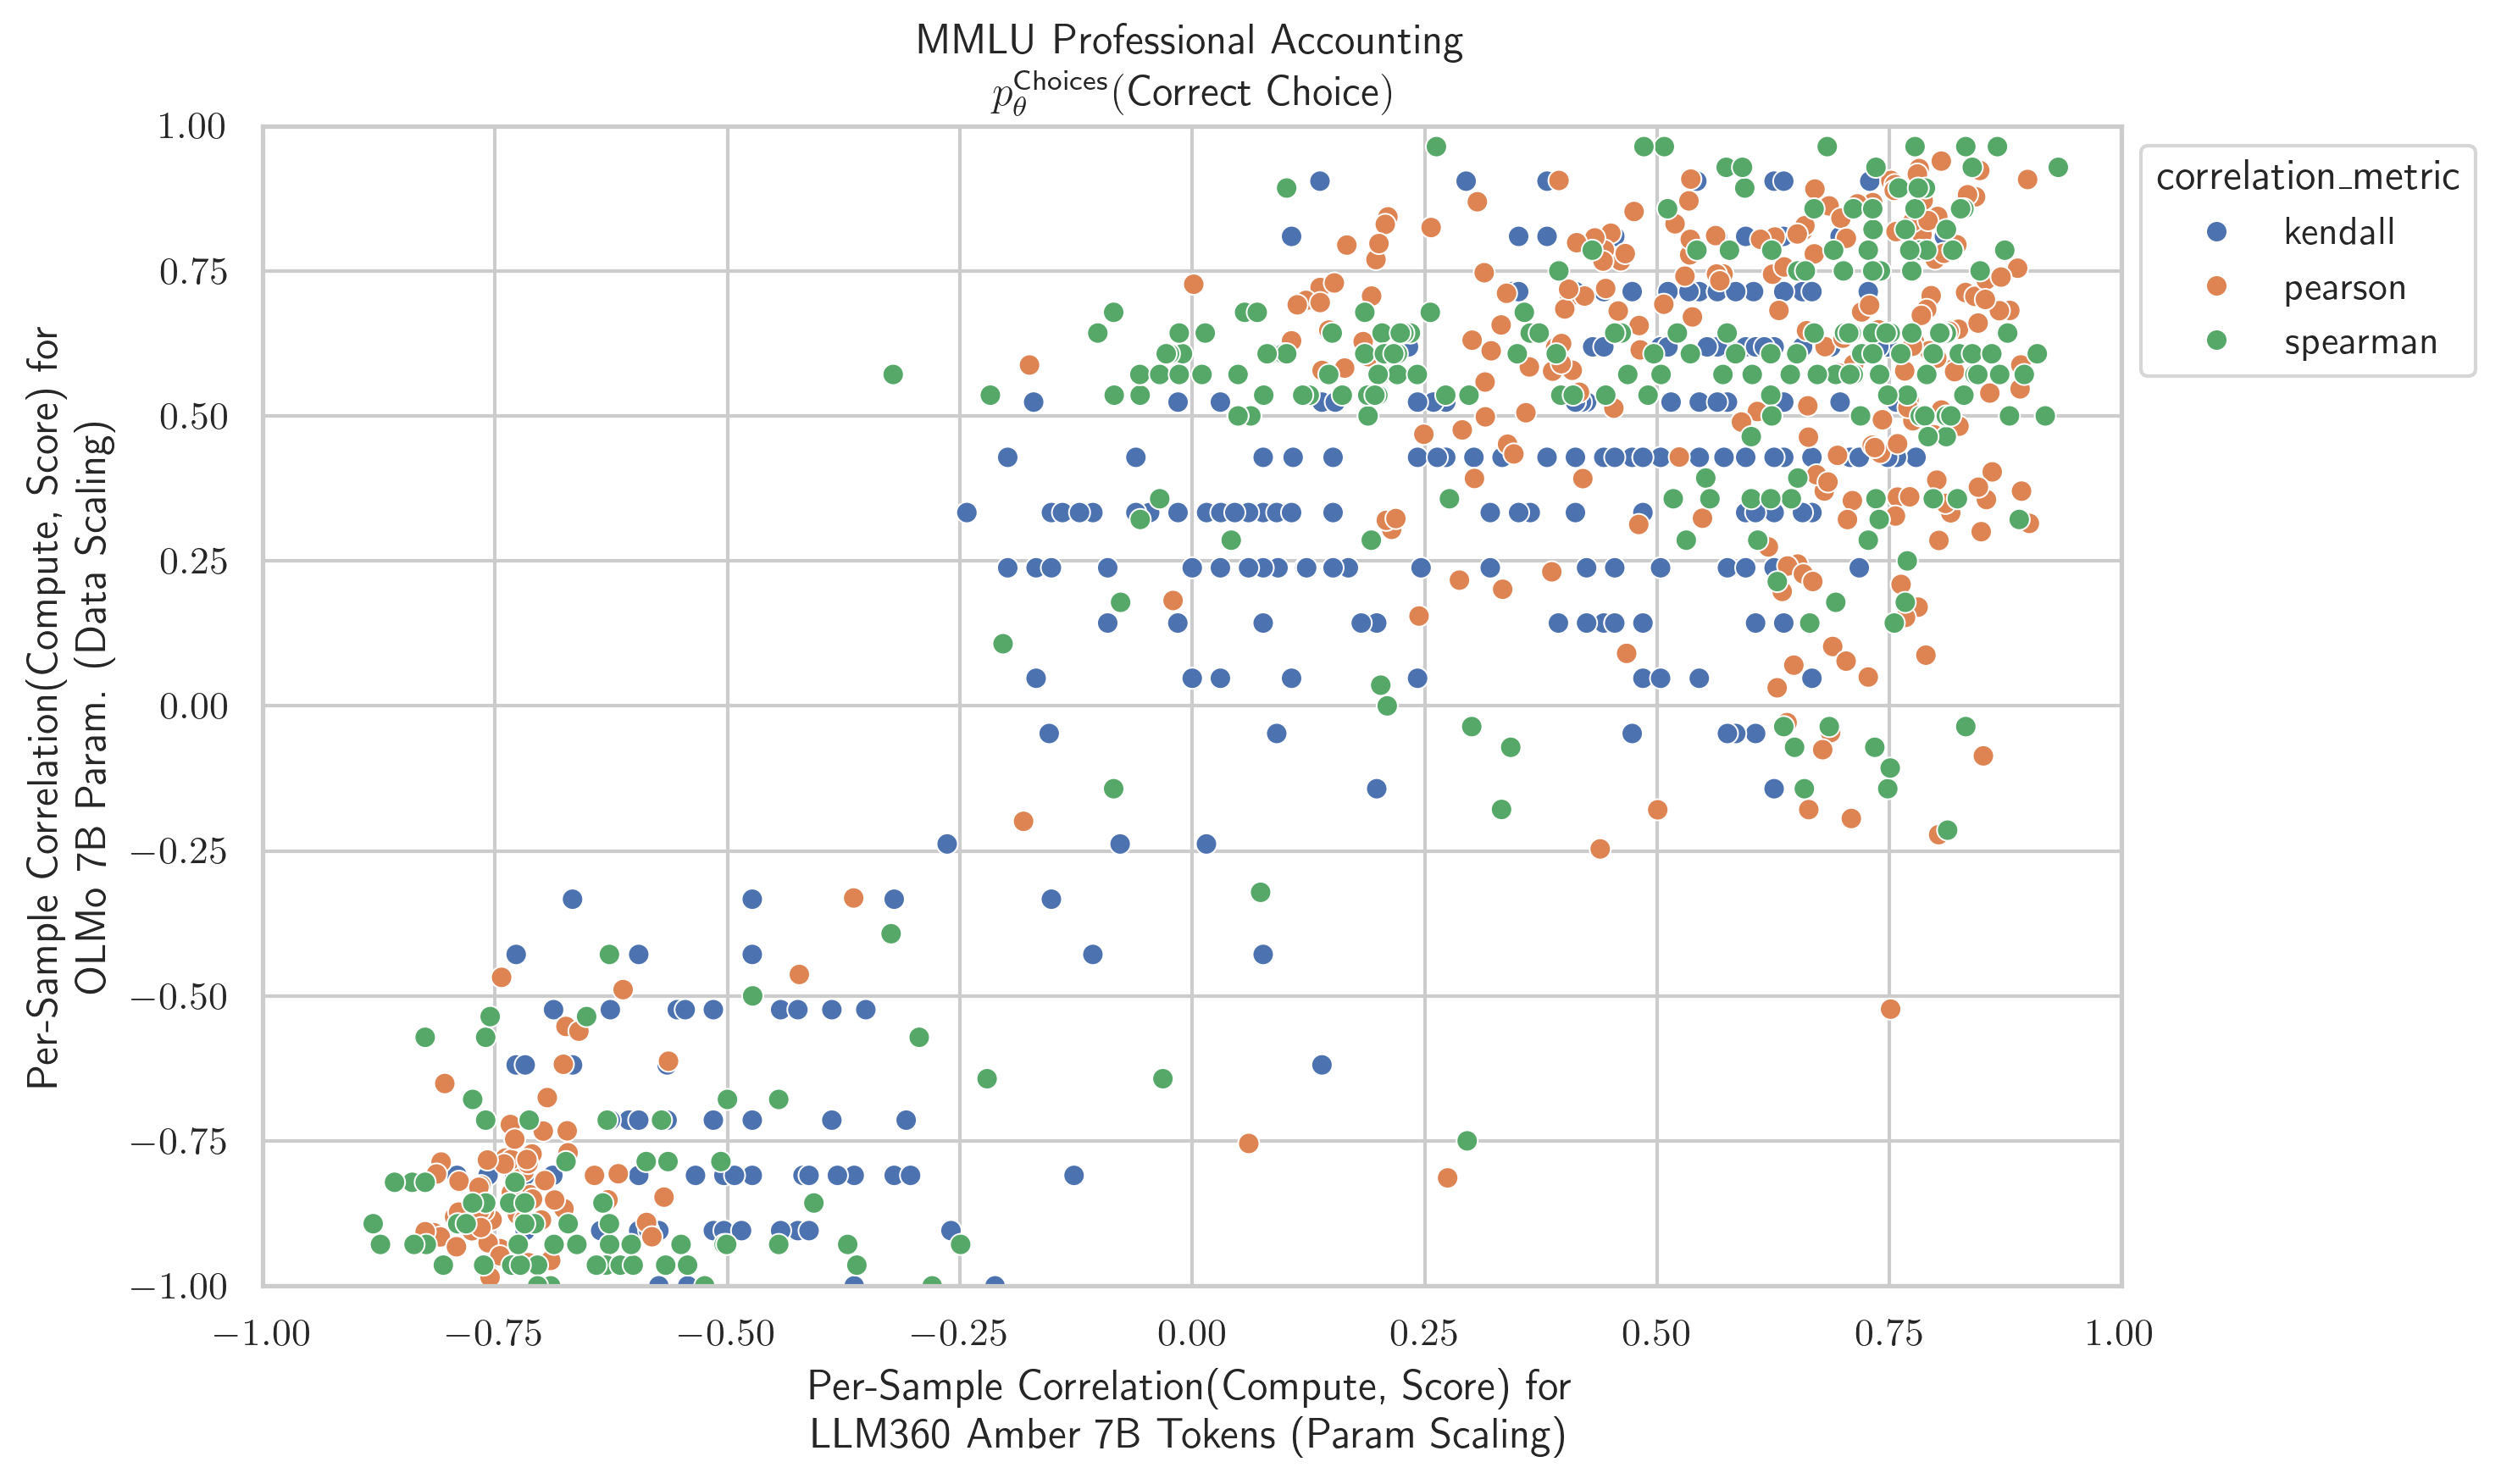 MMLU Professional Accounting
p_θ^Choices(Correct Choice)
1.00
0.75
0.50
0.25
0.00
−0.25
−0.50
−0.75
−1.00
Per-Sample Correlation(Compute, Score) for
OLMo 7B Param. (Data Scaling)
−1.00 −0.75 −0.50 −0.25 0.00 0.25 0.50 0.75 1.00
Per-Sample Correlation(Compute, Score) for
LLM360 Amber 7B Tokens (Param Scaling)
correlation_metric
kendall
pearson
spearman